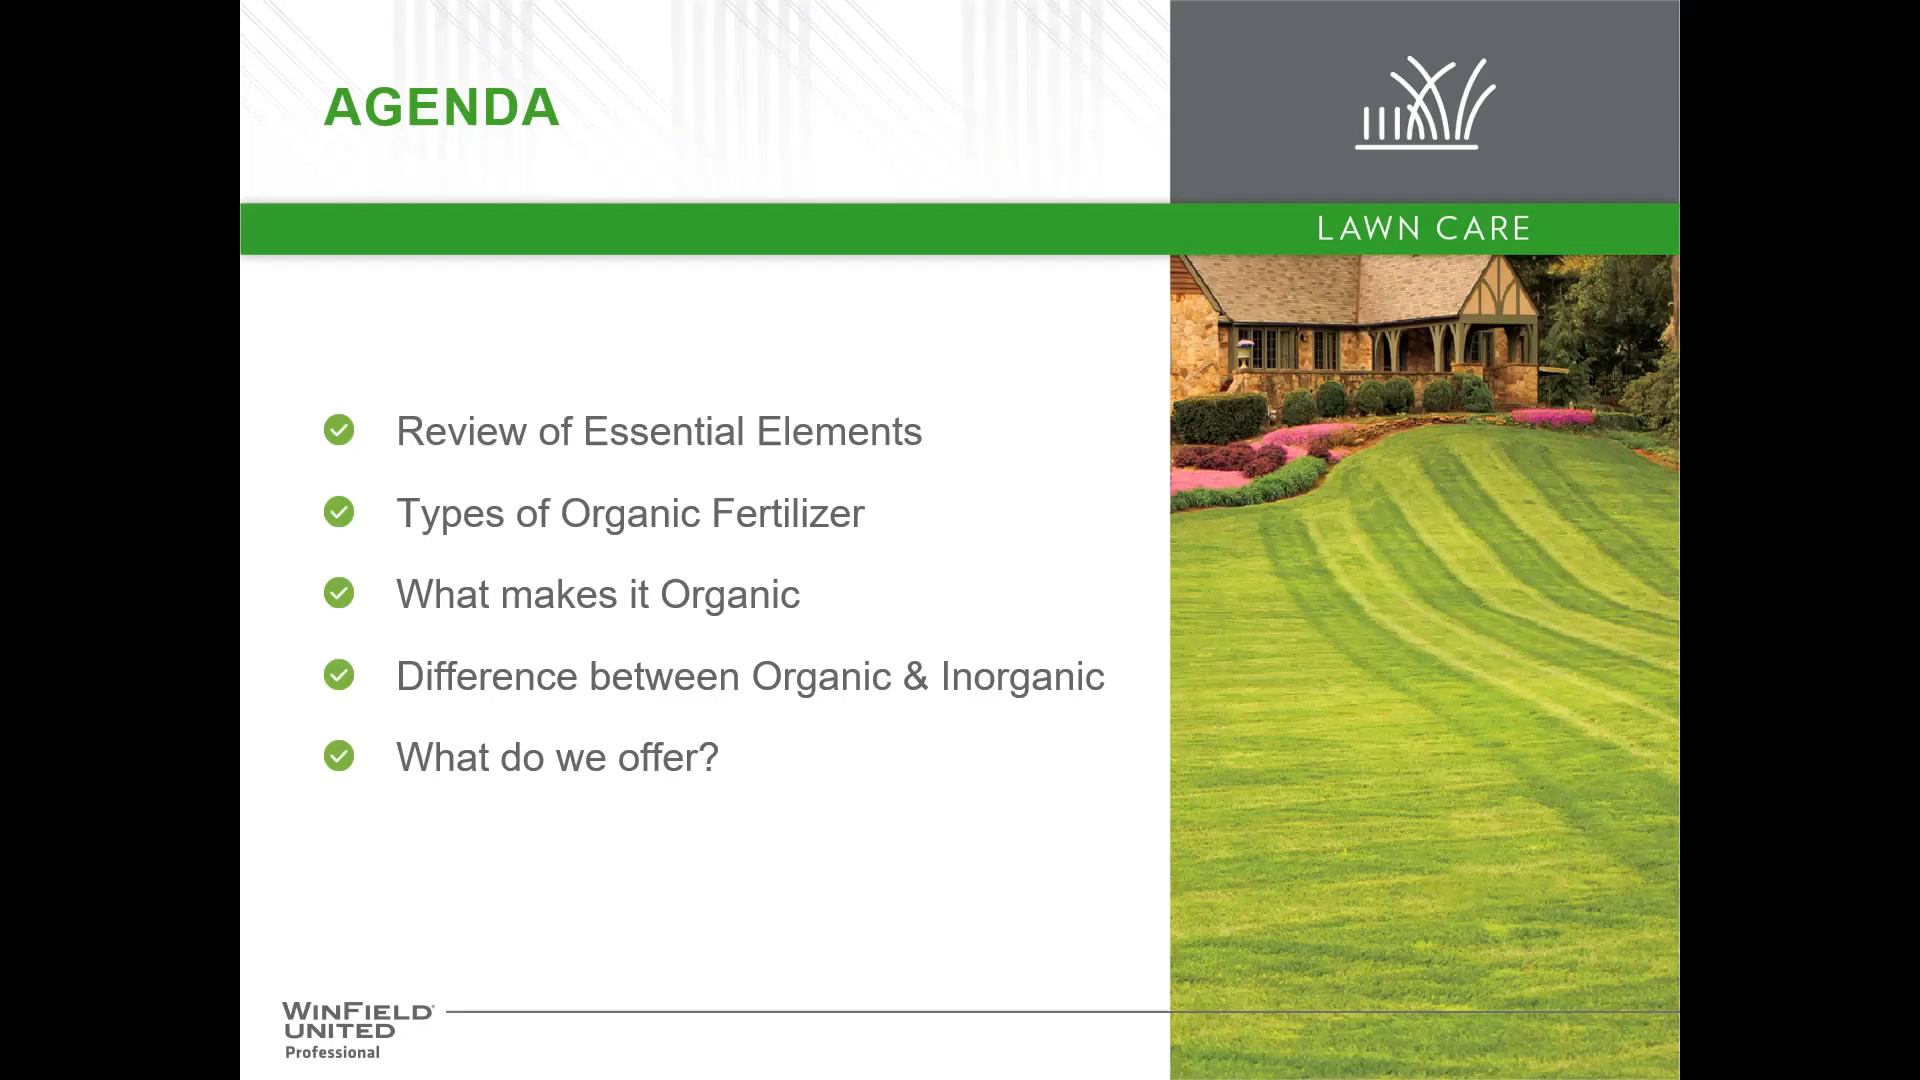 AGENDA
LAWN CARE
Review of Essential Elements
Types of Organic Fertilizer
What makes it Organic
Difference between Organic & Inorganic
What do we offer?
WINFIELD®
UNITED
Professional